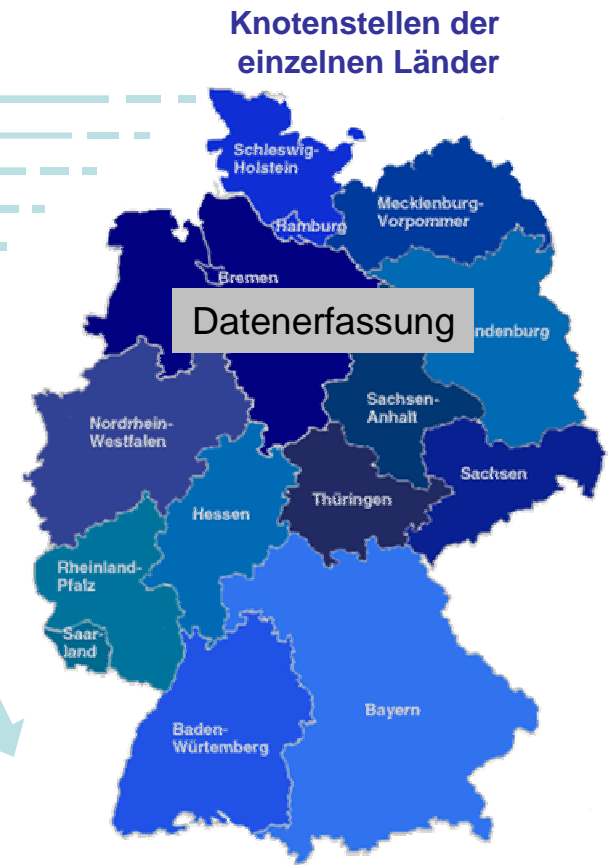 Knotenstellen der
einzelnen Länder
Schleswig-
Holstein
Mecklenburg-
Vorpommer
Hamburg
Bremen
Datenerfassung
ndenburg
Sachsen-
Anhalt
Nordrhein-
Westfalen
Sachsen
Thüringen
Hessen
Rheinland-
Pfalz
Saar-
land
Bayern
Baden-
Würtemberg